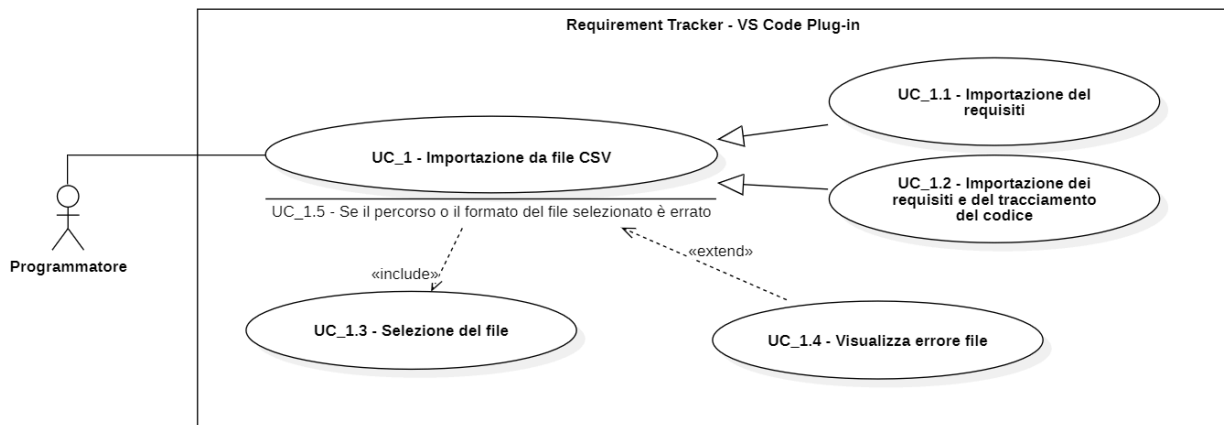 Requirement Tracker - VS Code Plug-in
UC_1.1 - Importazione del
requisiti
UC_1 - Importazione da file CSV
UC_1.2 - Importazione dei
requisiti e del tracciamento
del codice
UC_1.5 - Se il percorso o il formato del file selezionato è errato
Programmatore
«include»
«extend»
UC_1.3 - Selezione del file
UC_1.4 - Visualizza errore file